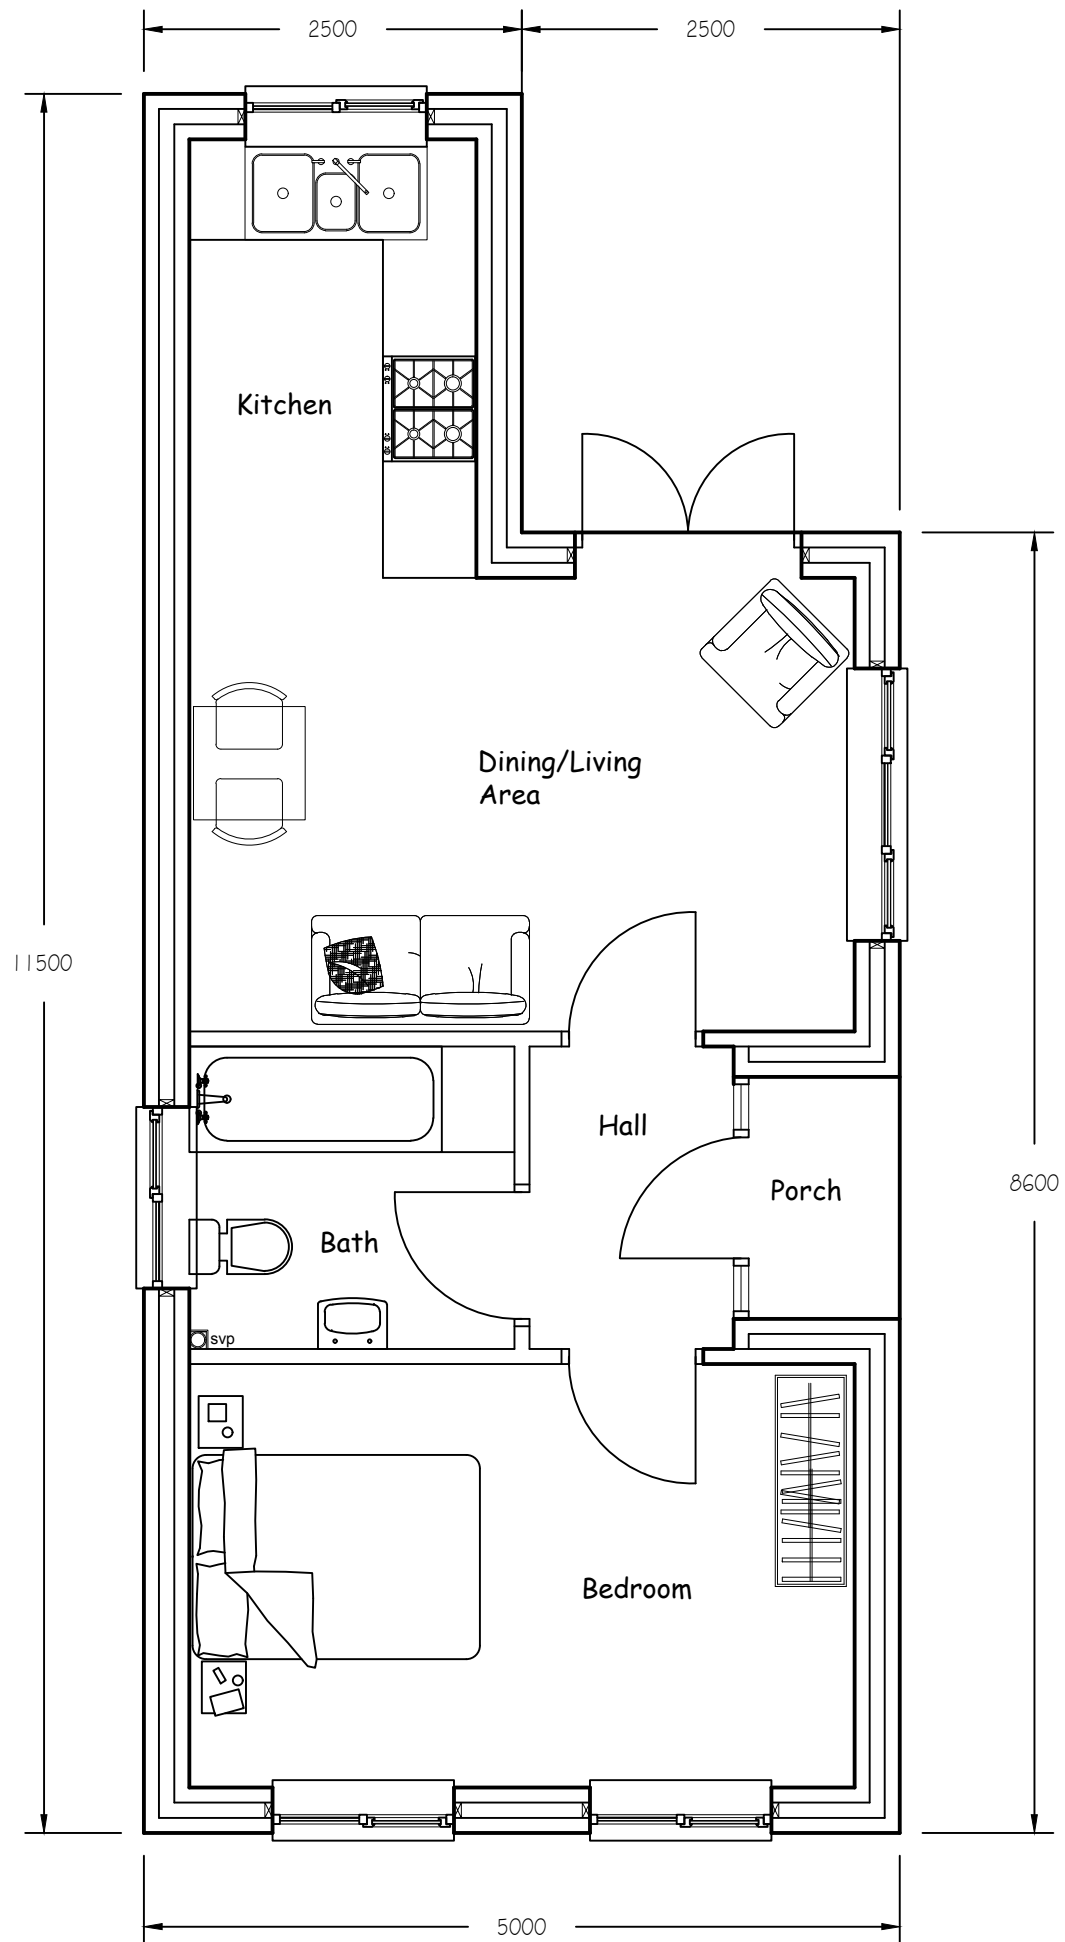 2500
2500
Kitchen
Dining/Living
Area
11500
Hall
8600
Porch
Bath
svp
Bedroom
5000